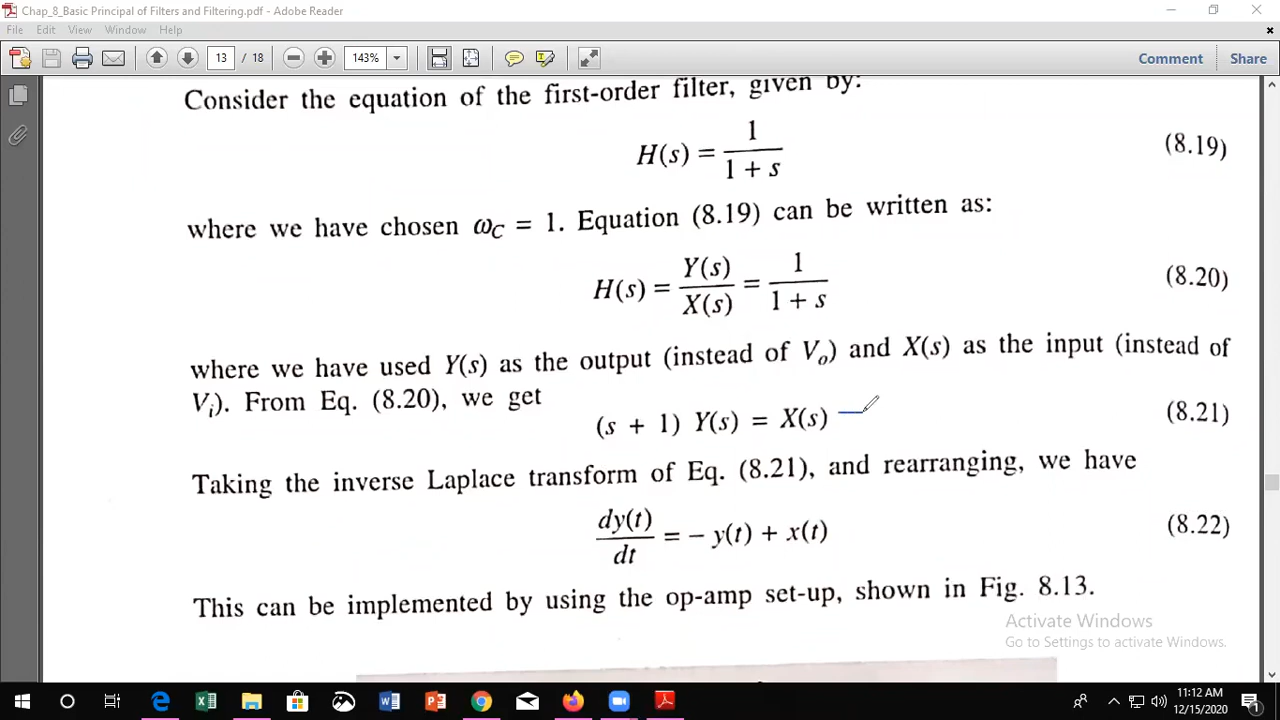 Chap_8_Basic Principal of Filters and Filtering.pdf - Adobe Reader
File Edit View Window Help
13 / 18 143% Comment Share
Consider the equation of the first-order filter, given by:
H(s) = 1 / (1 + s) (8.19)
where we have chosen ω_C = 1. Equation (8.19) can be written as:
H(s) = Y(s) / X(s) = 1 / (1 + s) (8.20)
where we have used Y(s) as the output (instead of V_o) and X(s) as the input (instead of
V_i). From Eq. (8.20), we get
(s + 1) Y(s) = X(s) (8.21)
Taking the inverse Laplace transform of Eq. (8.21), and rearranging, we have
dy(t) / dt = − y(t) + x(t) (8.22)
This can be implemented by using the op-amp set-up, shown in Fig. 8.13.
Activate Windows
Go to Settings to activate Windows.
11:12 AM
12/15/2020